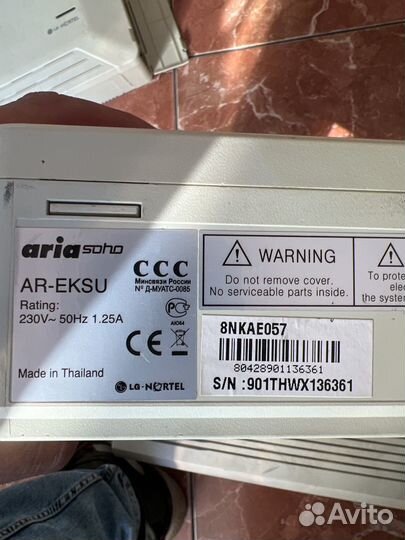 LG-NORTEL
aria soho
AR-EKSU
Rating:
230V~ 50Hz 1.25A
ССС
Минсвязи России
№ Д-МУАТС-0085
АЮ64
CE
Made in Thailand
LG-NORTEL
WARNING
Do not remove cover.
No serviceable parts inside.
To prote
the system
8NKAE057
80428901136361
S/N :901THWX136361
Avito